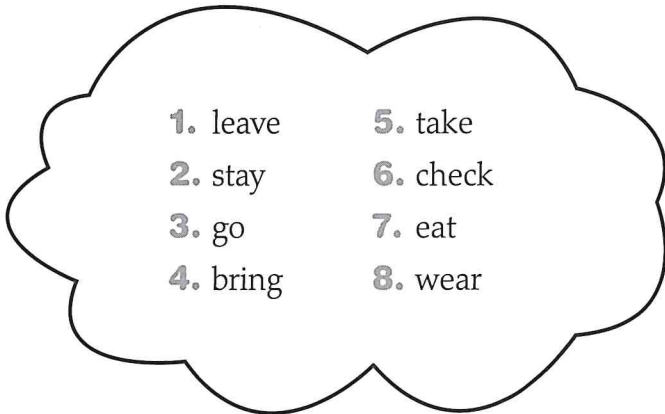 1. leave
2. stay
3. go
4. bring
5. take
6. check
7. eat
8. wear